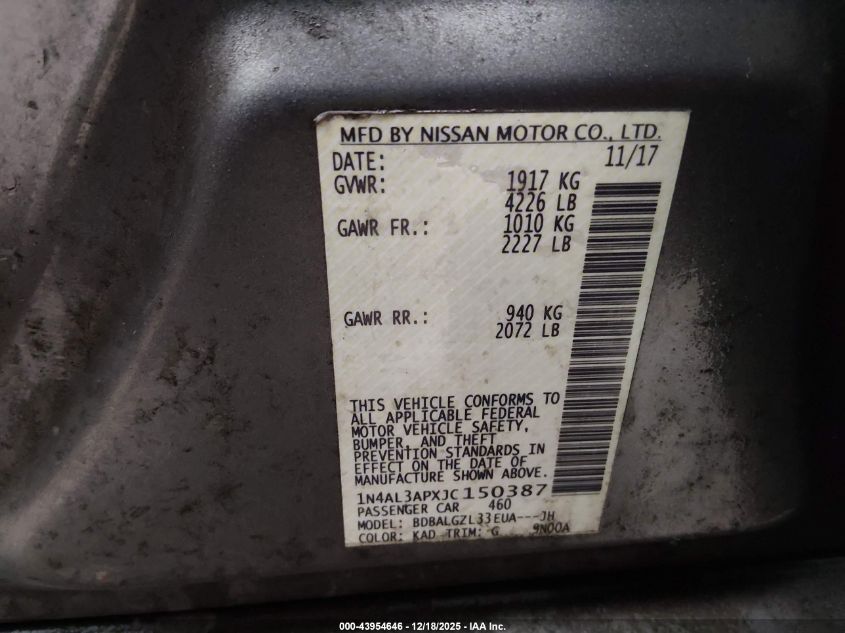 MFD BY NISSAN MOTOR CO., LTD.
DATE: 11/17
GVWR: 1917 KG
4226 LB
GAWR FR.: 1010 KG
2227 LB
GAWR RR.: 940 KG
2072 LB
THIS VEHICLE CONFORMS TO
ALL APPLICABLE FEDERAL
MOTOR VEHICLE SAFETY,
BUMPER, AND THEFT
PREVENTION STANDARDS IN
EFFECT ON THE DATE OF
MANUFACTURE SHOWN ABOVE.
1N4AL3APXJC150387
PASSENGER CAR 460
MODEL: BDBALGZL33EUA---JH
COLOR: KAD TRIM: G 9N00A
000-43954646 - 12/18/2025 - IAA Inc.